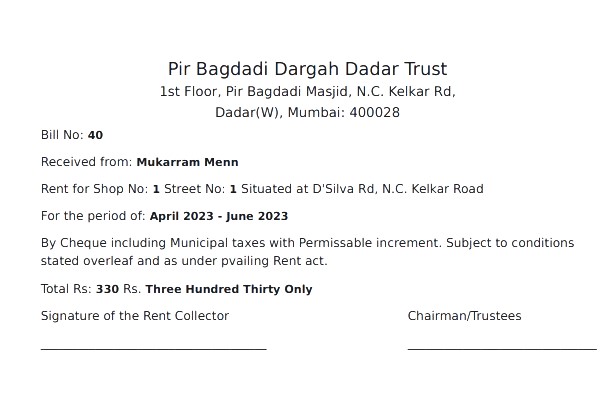 Pir Bagdadi Dargah Dadar Trust
1st Floor, Pir Bagdadi Masjid, N.C. Kelkar Rd,
Dadar(W), Mumbai: 400028
Bill No: 40
Received from: Mukarram Menn
Rent for Shop No: 1 Street No: 1 Situated at D'Silva Rd, N.C. Kelkar Road
For the period of: April 2023 - June 2023
By Cheque including Municipal taxes with Permissable increment. Subject to conditions
stated overleaf and as under pvailing Rent act.
Total Rs: 330 Rs. Three Hundred Thirty Only
Signature of the Rent Collector Chairman/Trustees